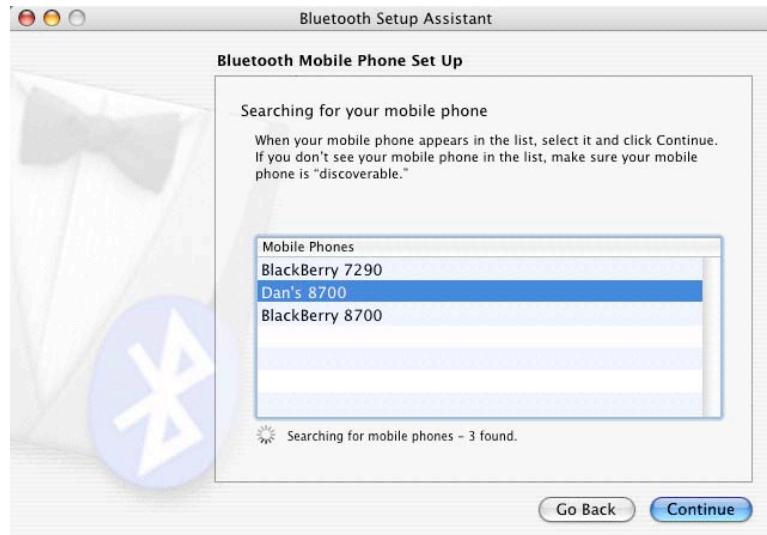 Bluetooth Setup Assistant
Bluetooth Mobile Phone Set Up
Searching for your mobile phone
When your mobile phone appears in the list, select it and click Continue.
If you don't see your mobile phone in the list, make sure your mobile
phone is “discoverable.”
Mobile Phones
BlackBerry 7290
Dan's 8700
BlackBerry 8700
Searching for mobile phones – 3 found.
Go Back
Continue